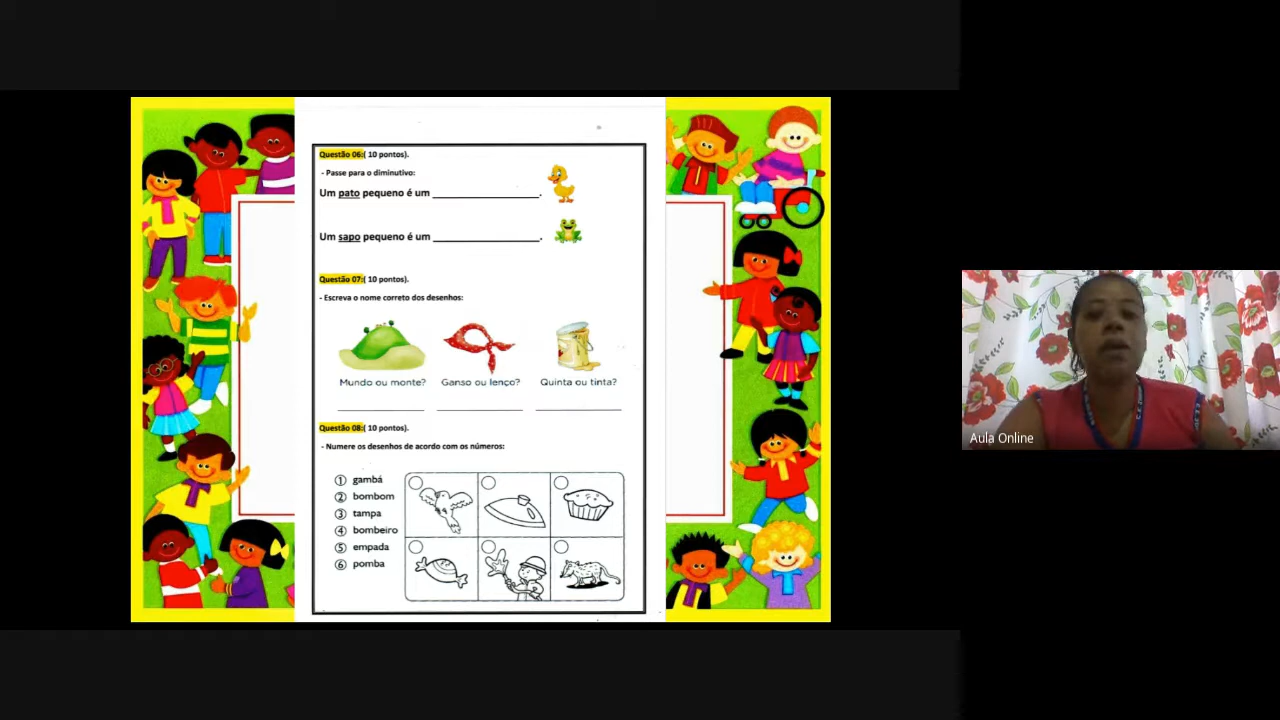 Questão 06:( 10 pontos).
- Passe para o diminutivo:
Um pato pequeno é um ____________________.
Um sapo pequeno é um ____________________.
Questão 07:( 10 pontos).
- Escreva o nome correto dos desenhos:
Mundo ou monte? Ganso ou lenço? Quinta ou tinta?
Questão 08:( 10 pontos).
- Numere os desenhos de acordo com os números:
1 gambá
2 bombom
3 tampa
4 bombeiro
5 empada
6 pomba
Aula Online